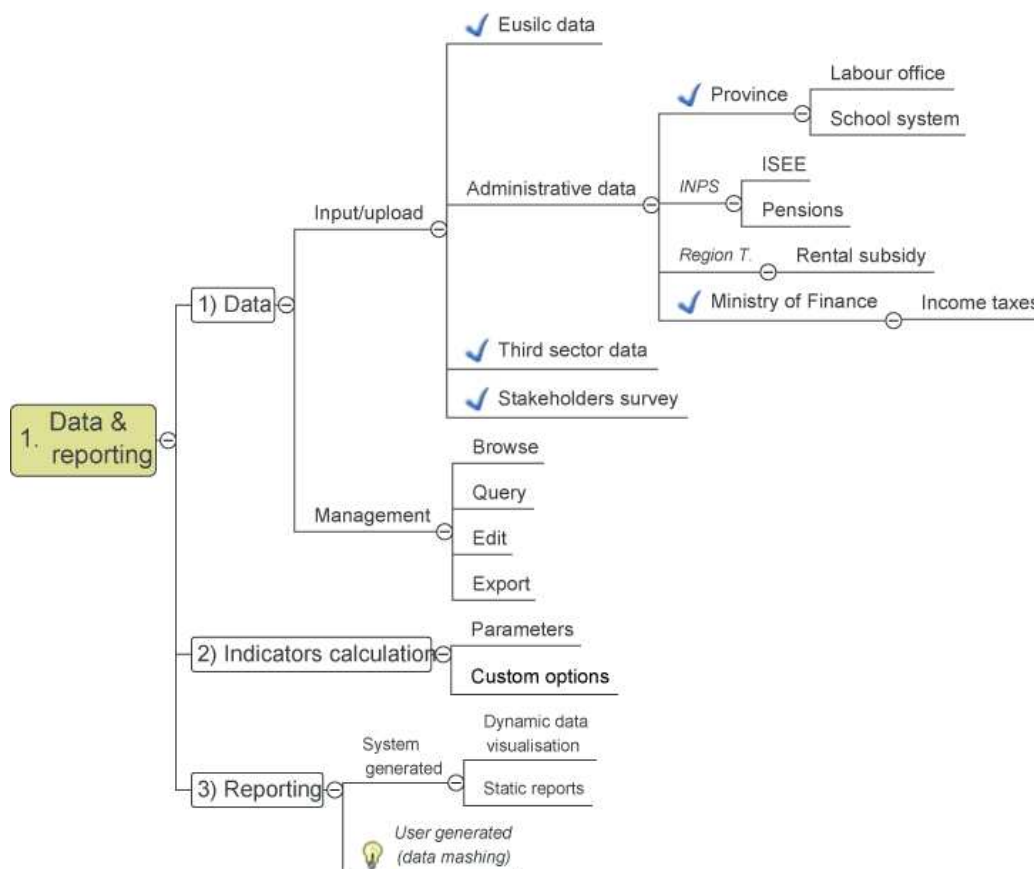 Eusilc data
Labour office
Province
School system
ISEE
Administrative data
INPS
Input/upload
Pensions
Region T.
Rental subsidy
1) Data
Ministry of Finance
Income taxes
Third sector data
Stakeholders survey
1. Data &
reporting
Browse
Query
Management
Edit
Export
Parameters
2) Indicators calculation
Custom options
Dynamic data
visualisation
System
generated
3) Reporting
Static reports
User generated
(data mashing)